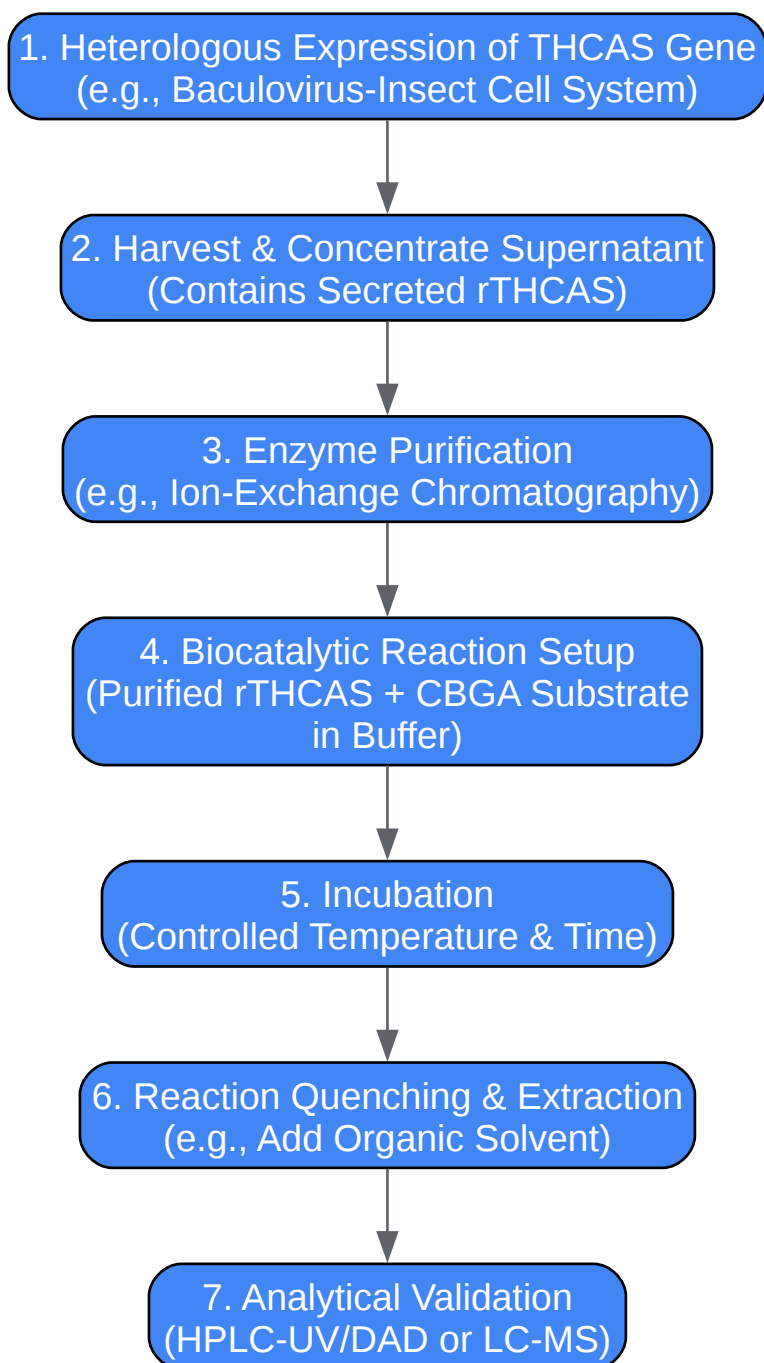 1. Heterologous Expression of THCAS Gene
(e.g., Baculovirus-Insect Cell System)
2. Harvest & Concentrate Supernatant
(Contains Secreted rTHCAS)
3. Enzyme Purification
(e.g., Ion-Exchange Chromatography)
4. Biocatalytic Reaction Setup
(Purified rTHCAS + CBGA Substrate
in Buffer)
5. Incubation
(Controlled Temperature & Time)
6. Reaction Quenching & Extraction
(e.g., Add Organic Solvent)
7. Analytical Validation
(HPLC-UV/DAD or LC-MS)